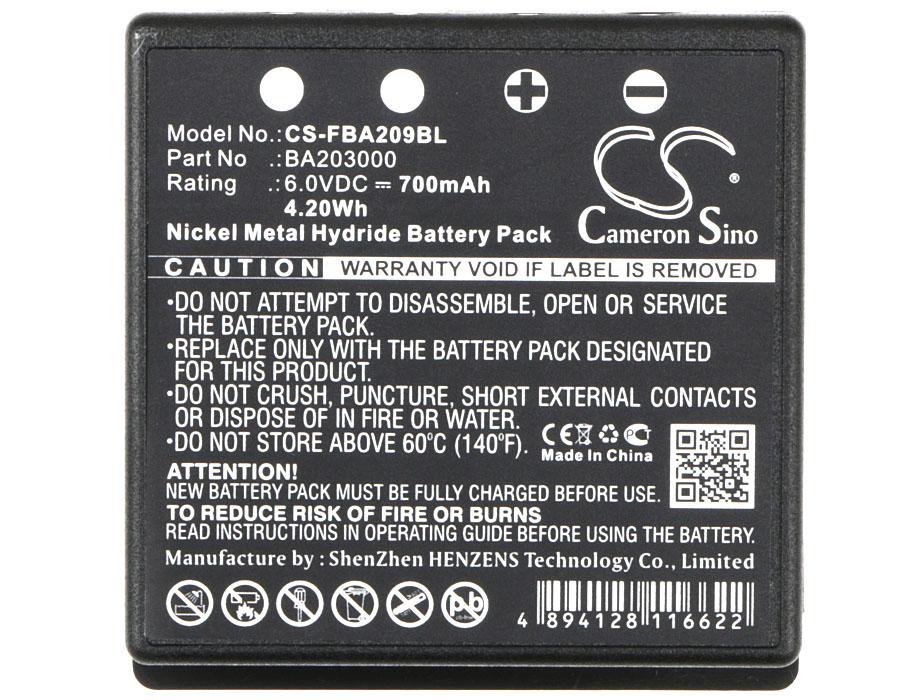 Model No.:CS-FBA209BL
Part No .:BA203000
Rating .:6.0VDC ⎓ 700mAh
4.20Wh
Nickel Metal Hydride Battery Pack
CS ®
Cameron Sino
CAUTION WARRANTY VOID IF LABEL IS REMOVED
•DO NOT ATTEMPT TO DISASSEMBLE, OPEN OR SERVICE
THE BATTERY PACK.
•REPLACE ONLY WITH THE BATTERY PACK DESIGNATED
FOR THIS PRODUCT.
•DO NOT CRUSH, PUNCTURE, SHORT EXTERNAL CONTACTS
OR DISPOSE OF IN FIRE OR WATER.
•DO NOT STORE ABOVE 60°C (140°F).
CE
Made In China
ATTENTION!
NEW BATTERY PACK MUST BE FULLY CHARGED BEFORE USE.
TO REDUCE RISK OF FIRE OR BURNS
READ INSTRUCTIONS IN OPERATING GUIDE BEFORE USING THE BATTERY.
Manufacture by : ShenZhen HENZENS Technology Co., Limited
Pb
4 894128 116622